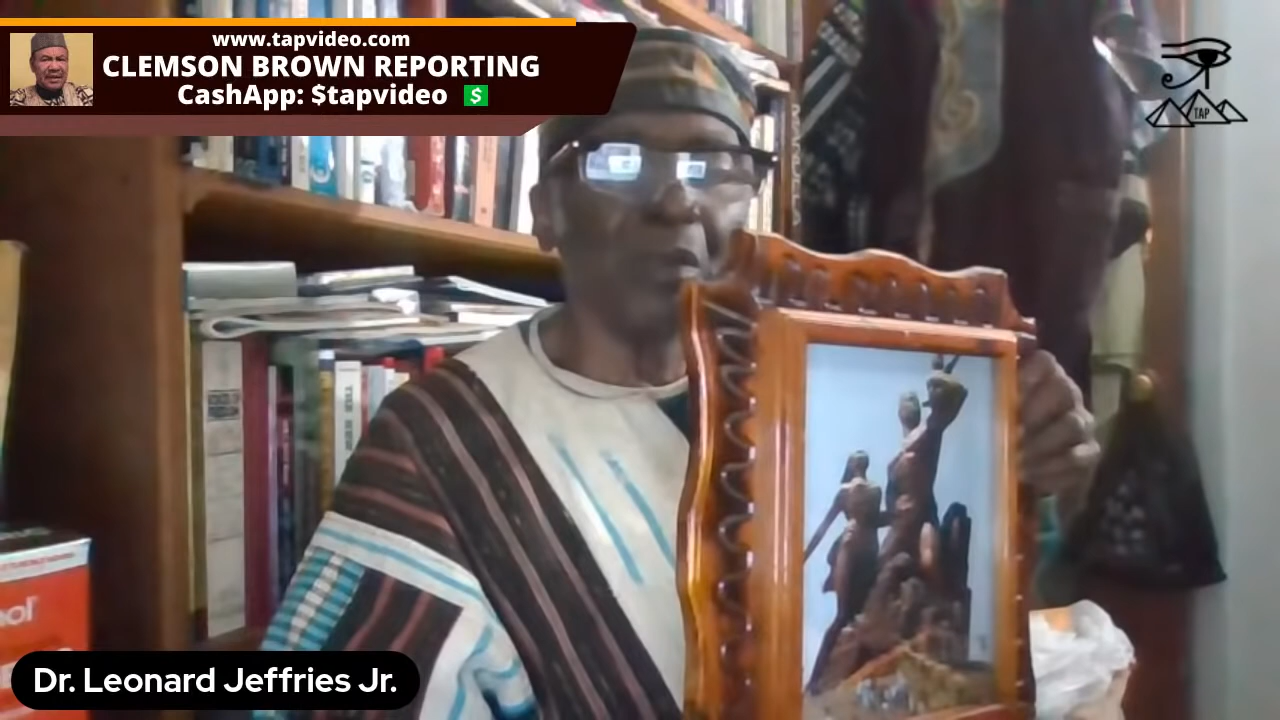 www.tapvideo.com
CLEMSON BROWN REPORTING
CashApp: $tapvideo $
TAP
Dr. Leonard Jeffries Jr.